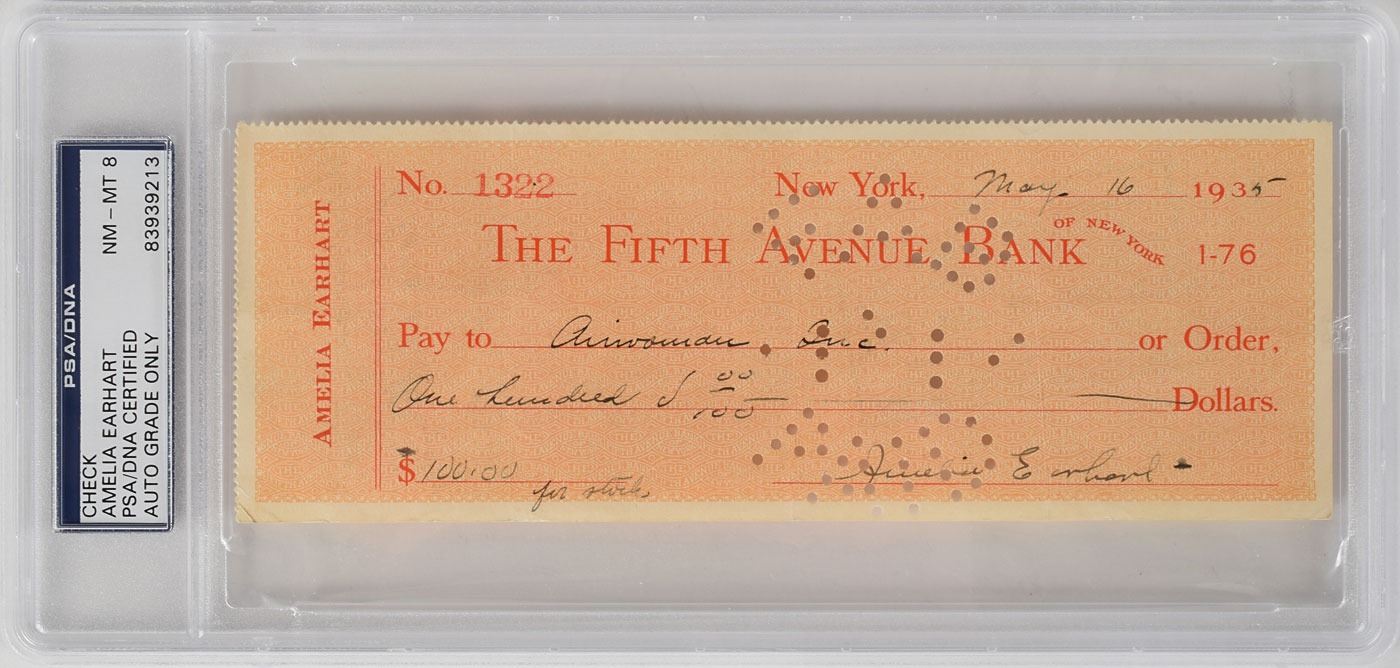 PSA/DNA
CHECK
AMELIA EARHART
PSA/DNA CERTIFIED
AUTO GRADE ONLY
NM – MT 8
83939213
AMELIA EARHART
No. 1322
New York, May 16 1935
THE FIFTH AVENUE BANK OF NEW YORK 1-76
Pay to Airwoman Inc. or Order,
One hundred & 00/100 Dollars.
$100.00
for stock
Amelia Earhart